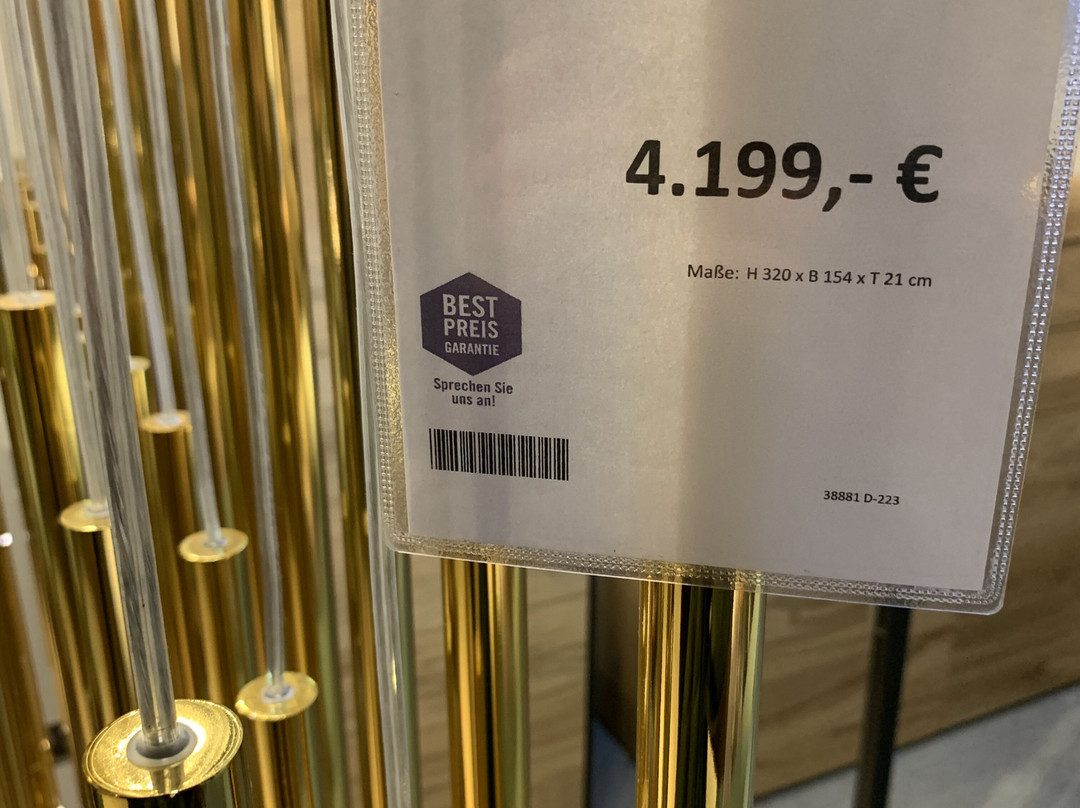 4.199,- €
Maße: H 320 x B 154 x T 21 cm
BEST
PREIS
GARANTIE
Sprechen Sie
uns an!
38881 D-223